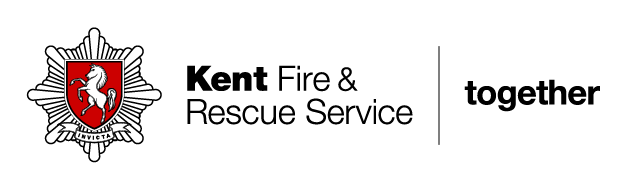 Kent Fire &
Rescue Service
together
INVICTA